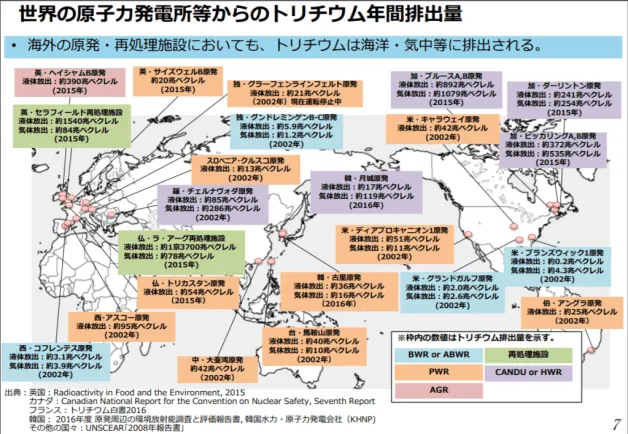 世界の原子力発電所等からのトリチウム年間排出量
• 海外の原発・再処理施設においても、トリチウムは海洋・気中等に排出される。
英・ヘイシャムB原発
液体放出：約390兆ベクレル
(2015年)
英・サイズウェルB原発
約20兆ベクレル
(2015年)
独・グラーフェンラインフェルト原発
液体放出：約21兆ベクレル
(2002年) 現在運転停止中
加・ブルースA,B原発
液体放出：約892兆ベクレル
気体放出：約1079兆ベクレル
(2015年)
加・ダーリントン原発
液体放出：約241兆ベクレル
気体放出：約254兆ベクレル
(2015年)
英・セラフィールド再処理施設
液体放出：約1540兆ベクレル
気体放出：約84兆ベクレル
(2015年)
独・グンドレミンゲンB-C原発
液体放出：約5.9兆ベクレル
気体放出：約1.2兆ベクレル
(2002年)
米・キャラウェイ原発
液体放出：約42兆ベクレル
(2002年)
加・ピッカリングA,B原発
液体放出：約372兆ベクレル
気体放出：約535兆ベクレル
(2015年)
スロベニア・クルスコ原発
液体放出：約13兆ベクレル
(2002年)
羅・チェルナヴォダ原発
液体放出：約85兆ベクレル
気体放出：約286兆ベクレル
(2002年)
韓・月城原発
液体放出：約17兆ベクレル
気体放出：約119兆ベクレル
(2016年)
仏・ラ・アーグ再処理施設
液体放出：約1京3700兆ベクレル
気体放出：約78兆ベクレル
(2015年)
米・ディアブロキャニオン1原発
液体放出：約51兆ベクレル
気体放出：約11兆ベクレル
(2002年)
米・ブランズウィック1原発
液体放出：約0.2兆ベクレル
気体放出：約4.3兆ベクレル
(2002年)
仏・トリカスタン原発
液体放出：約54兆ベクレル
(2015年)
韓・古里原発
液体放出：約36兆ベクレル
気体放出：約16兆ベクレル
(2016年)
米・グランドガルフ原発
液体放出：約2.0兆ベクレル
気体放出：約2.6兆ベクレル
(2002年)
西・アスコー原発
液体放出：約95兆ベクレル
(2002年)
伯・アングラ原発
液体放出：約25兆ベクレル
(2002年)
西・コフレンテス原発
液体放出：約3.1兆ベクレル
気体放出：約3.9兆ベクレル
(2002年)
中・大亜湾原発
約42兆ベクレル
(2002年)
台・馬鞍山原発
液体放出：約40兆ベクレル
気体放出：約10兆ベクレル
(2002年)
※枠内の数値はトリチウム排出量を示す。
BWR or ABWR 再処理施設
PWR CANDU or HWR
AGR
出典：英国：Radioactivity in Food and the Environment, 2015
カナダ：Canadian National Report for the Convention on Nuclear Safety, Seventh Report
フランス：トリチウム白書2016
韓国： 2016年度 原発周辺の環境放射能調査と評価報告書, 韓国水力・原子力発電会社（KHNP)
その他の国々：UNSCEAR「2008年報告書」
7